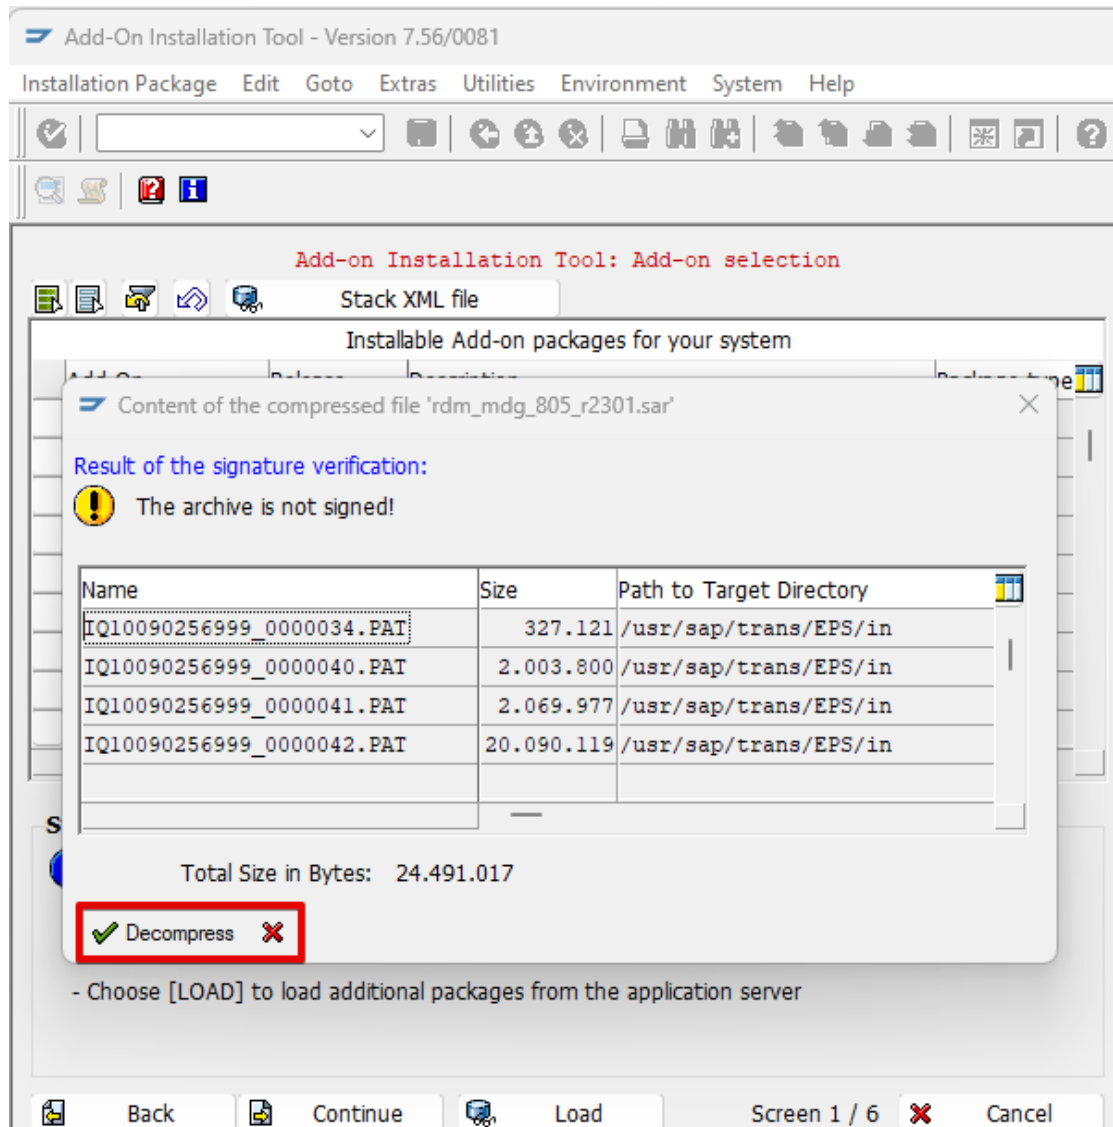 Add-On Installation Tool - Version 7.56/0081
Installation Package Edit Goto Extras Utilities Environment System Help
Add-on Installation Tool: Add-on selection
Stack XML file
Installable Add-on packages for your system
Add-On Release Description Package type
Content of the compressed file 'rdm_mdg_805_r2301.sar'
Result of the signature verification:
The archive is not signed!
Name Size Path to Target Directory
IQ10090256999_0000034.PAT 327.121 /usr/sap/trans/EPS/in
IQ10090256999_0000040.PAT 2.003.800 /usr/sap/trans/EPS/in
IQ10090256999_0000041.PAT 2.069.977 /usr/sap/trans/EPS/in
IQ10090256999_0000042.PAT 20.090.119 /usr/sap/trans/EPS/in
S
Total Size in Bytes: 24.491.017
Decompress
- Choose [LOAD] to load additional packages from the application server
Back Continue Load Screen 1 / 6 Cancel